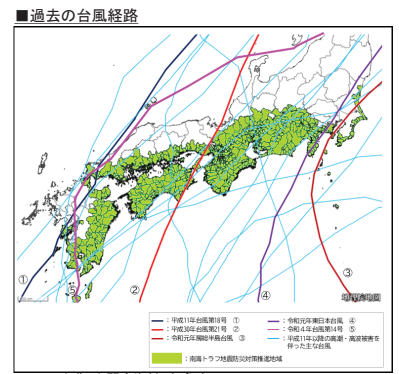 ■過去の台風経路
①
⑤
②
④
③
地理院地図
：平成11年台風第18号 ①
：令和元年東日本台風 ④
：平成30年台風第21号 ②
：令和４年台風第14号 ⑤
：令和元年房総半島台風 ③
：平成11年以降の高潮・高波被害を
伴った主な台風
：南海トラフ地震防災対策推進地域